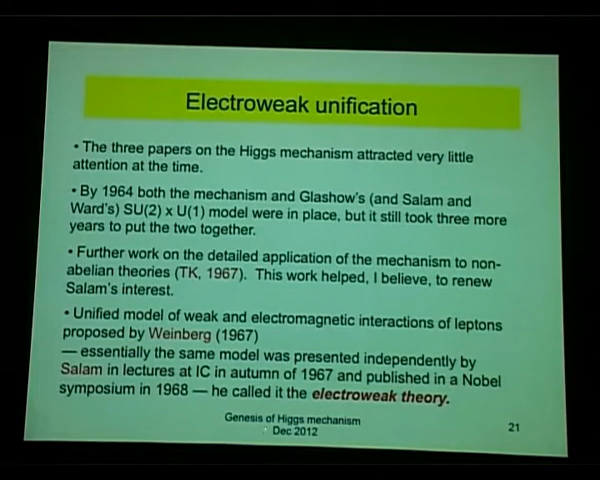 Electroweak unification
• The three papers on the Higgs mechanism attracted very little
attention at the time.
• By 1964 both the mechanism and Glashow's (and Salam and
Ward's) SU(2) x U(1) model were in place, but it still took three more
years to put the two together.
• Further work on the detailed application of the mechanism to non-
abelian theories (TK, 1967). This work helped, I believe, to renew
Salam's interest.
• Unified model of weak and electromagnetic interactions of leptons
proposed by Weinberg (1967)
— essentially the same model was presented independently by
Salam in lectures at IC in autumn of 1967 and published in a Nobel
symposium in 1968 — he called it the electroweak theory.
Genesis of Higgs mechanism
Dec 2012
21